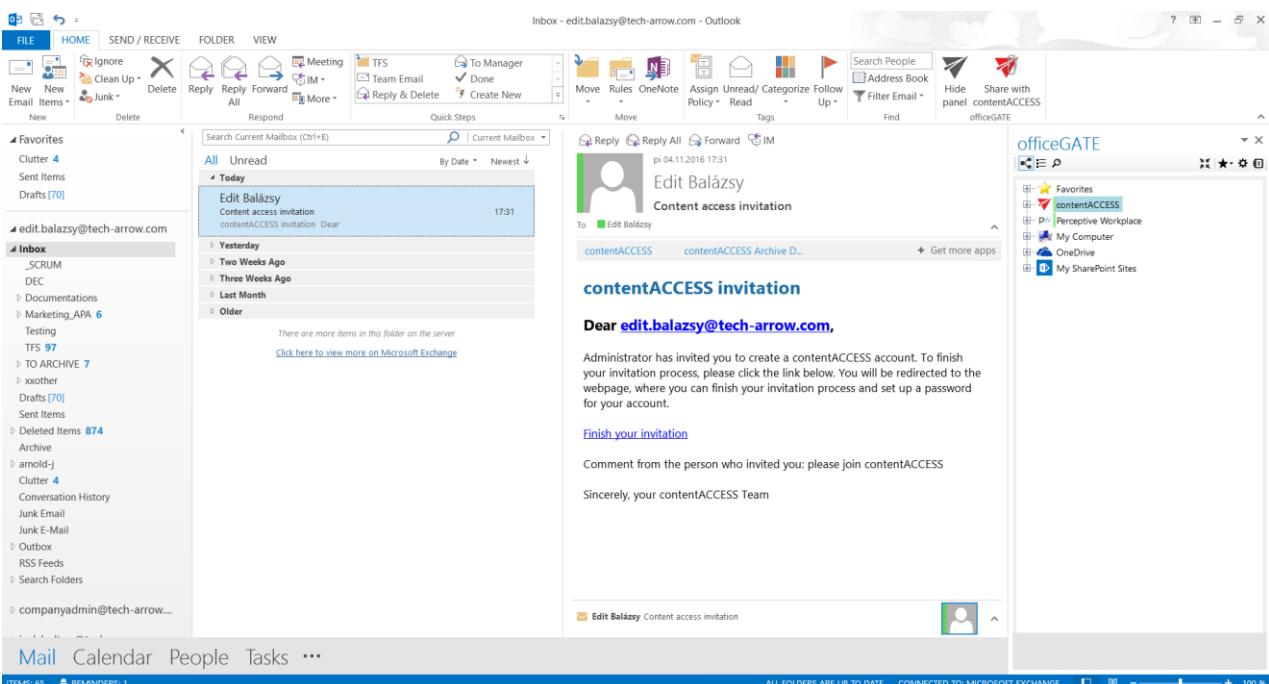 Inbox - edit.balazsy@tech-arrow.com - Outlook
FILE HOME SEND / RECEIVE FOLDER VIEW
New Email
New Items
New
Ignore
Clean Up
Junk
Delete
Delete
Reply
Reply All
Forward
Meeting
IM
More
Respond
TFS
Team Email
Reply & Delete
To Manager
Done
Create New
Quick Steps
Move
Rules
OneNote
Move
Assign Policy
Unread/ Read
Categorize
Follow Up
Tags
Search People
Address Book
Filter Email
Find
Hide panel
Share with contentACCESS
officeGATE
Favorites
Clutter 4
Sent Items
Drafts [70]
edit.balazsy@tech-arrow.com
Inbox
_SCRUM
DEC
Documentations
Marketing_APA 6
Testing
TFS 97
TO ARCHIVE 7
xxother
Drafts [70]
Sent Items
Deleted Items 874
Archive
arnold-j
Clutter 4
Conversation History
Junk Email
Junk E-Mail
Outbox
RSS Feeds
Search Folders
companyadmin@tech-arrow....
Search Current Mailbox (Ctrl+E) Current Mailbox
All Unread By Date Newest
Today
Edit Balázsy
Content access invitation 17:31
contentACCESS invitation Dear
Yesterday
Two Weeks Ago
Three Weeks Ago
Last Month
Older
There are more items in this folder on the server
Click here to view more on Microsoft Exchange
Reply Reply All Forward IM
pi 04.11.2016 17:31
Edit Balázsy
Content access invitation
To Edit Balázsy
contentACCESS contentACCESS Archive D... + Get more apps
contentACCESS invitation
Dear edit.balazsy@tech-arrow.com,
Administrator has invited you to create a contentACCESS account. To finish
your invitation process, please click the link below. You will be redirected to the
webpage, where you can finish your invitation process and set up a password
for your account.
Finish your invitation
Comment from the person who invited you: please join contentACCESS
Sincerely, your contentACCESS Team
Edit Balázsy Content access invitation
officeGATE
Favorites
contentACCESS
Perceptive Workplace
My Computer
OneDrive
My SharePoint Sites
Mail Calendar People Tasks •••
ITEMS: 65 REMINDERS: 1 ALL FOLDERS ARE UP TO DATE CONNECTED TO: MICROSOFT EXCHANGE 100 %